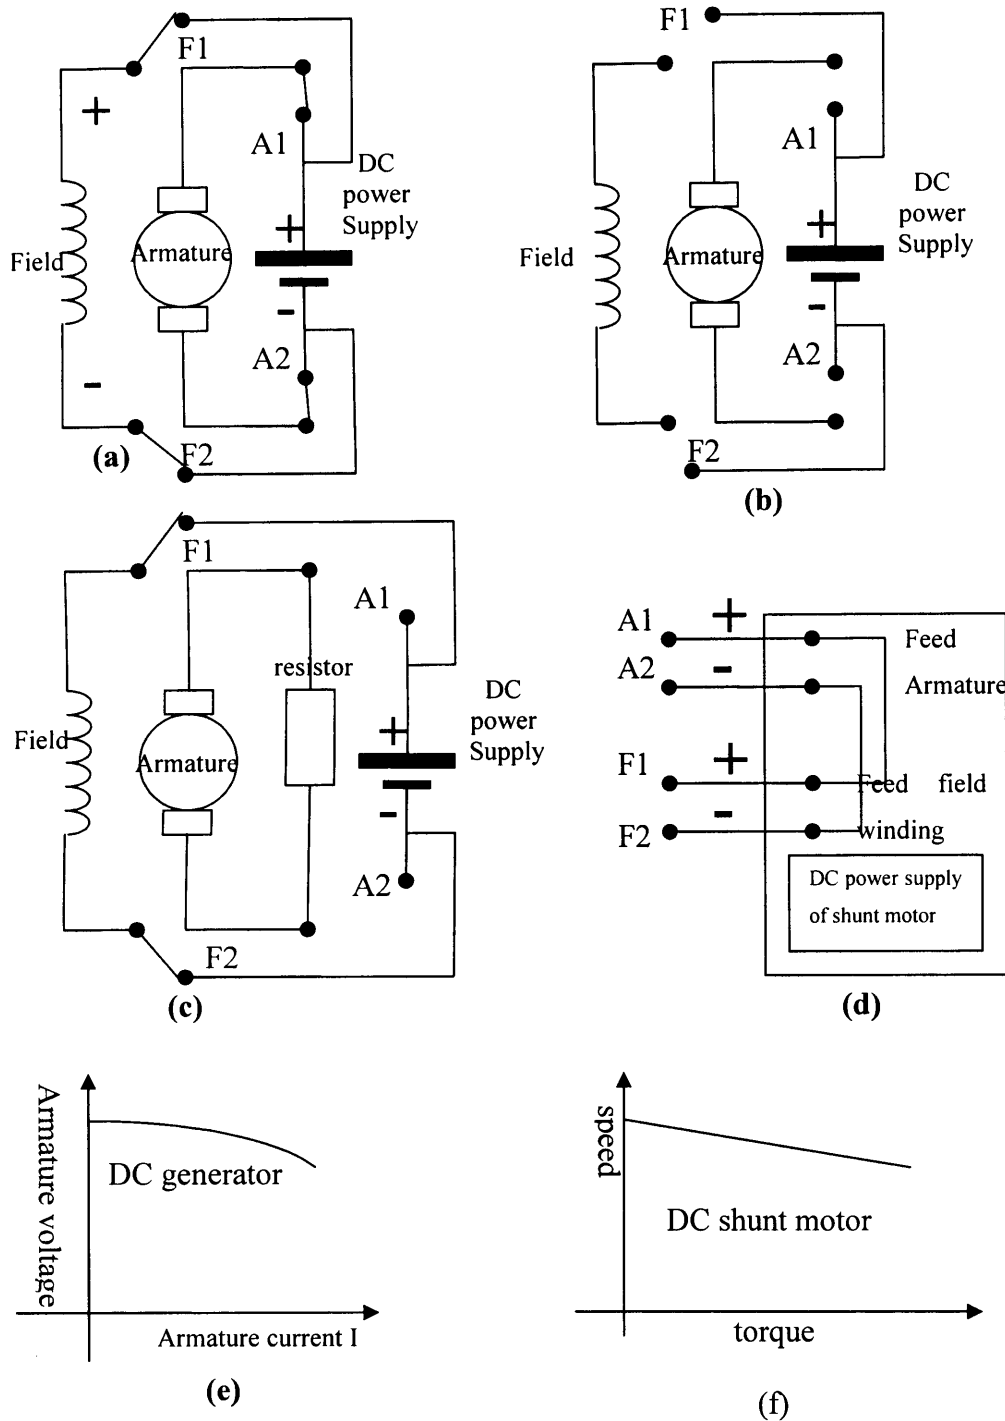 F1
+
A1
DC
power
Supply
+
Field
Armature
-
A2
-
F2
(a)
F1
A1
DC
power
Supply
+
Field
Armature
-
A2
F2
(b)
F1
A1
resistor
DC
power
Supply
+
Field
Armature
-
A2
F2
(c)
A1
+
Feed
A2
-
Armature
F1
+
Feed field
F2
-
winding
DC power supply
of shunt motor
(d)
Armature voltage
DC generator
Armature current I
(e)
speed
DC shunt motor
torque
(f)